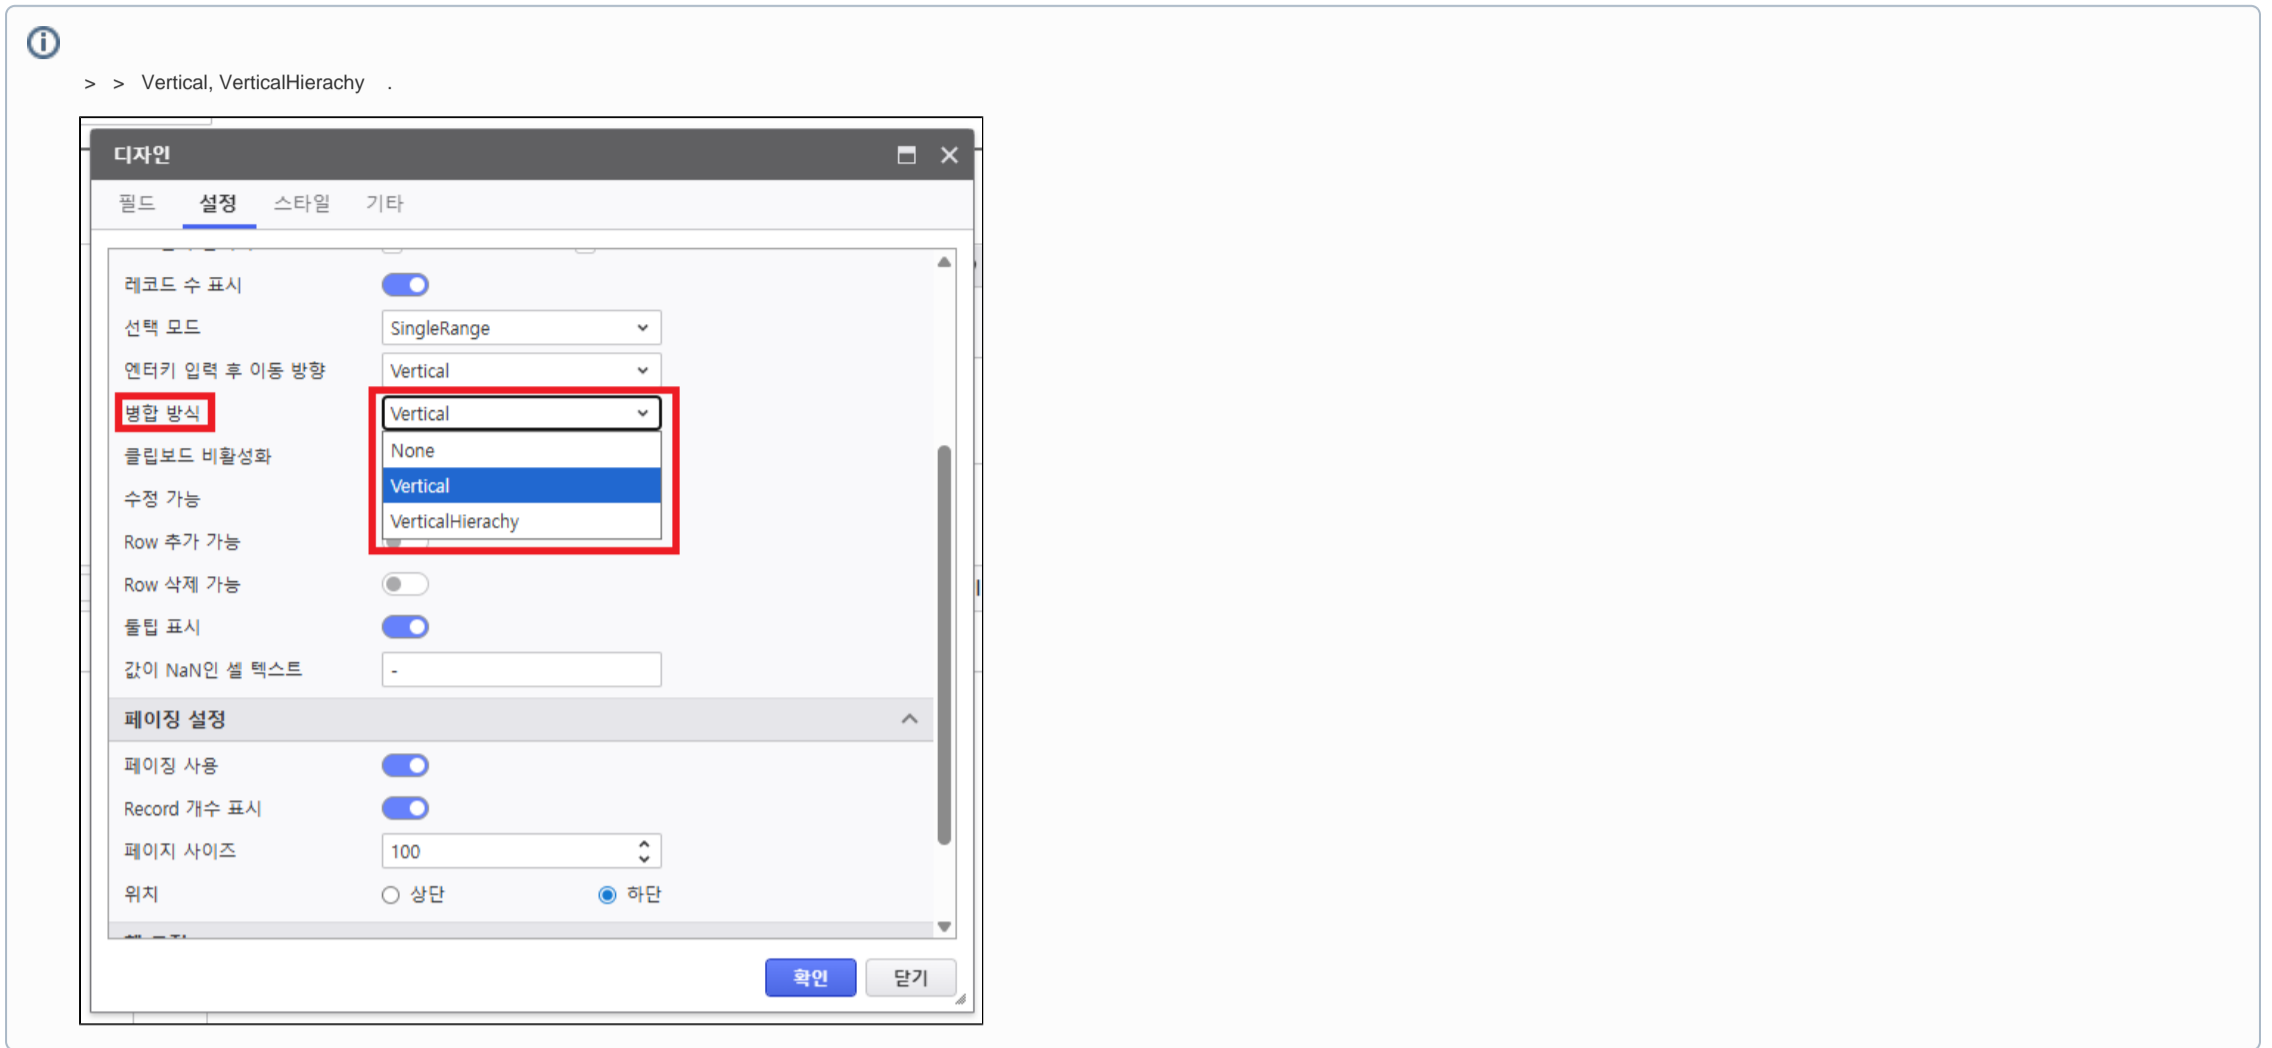 > > Vertical, VerticalHierachy .
디자인
필드 설정 스타일 기타
레코드 수 표시
선택 모드 SingleRange
엔터키 입력 후 이동 방향 Vertical
병합 방식 Vertical
None
클립보드 비활성화
Vertical
수정 가능
VerticalHierachy
Row 추가 가능
Row 삭제 가능
툴팁 표시
값이 NaN인 셀 텍스트 -
페이징 설정
페이징 사용
Record 개수 표시
페이지 사이즈 100
위치 상단 하단
확인 닫기